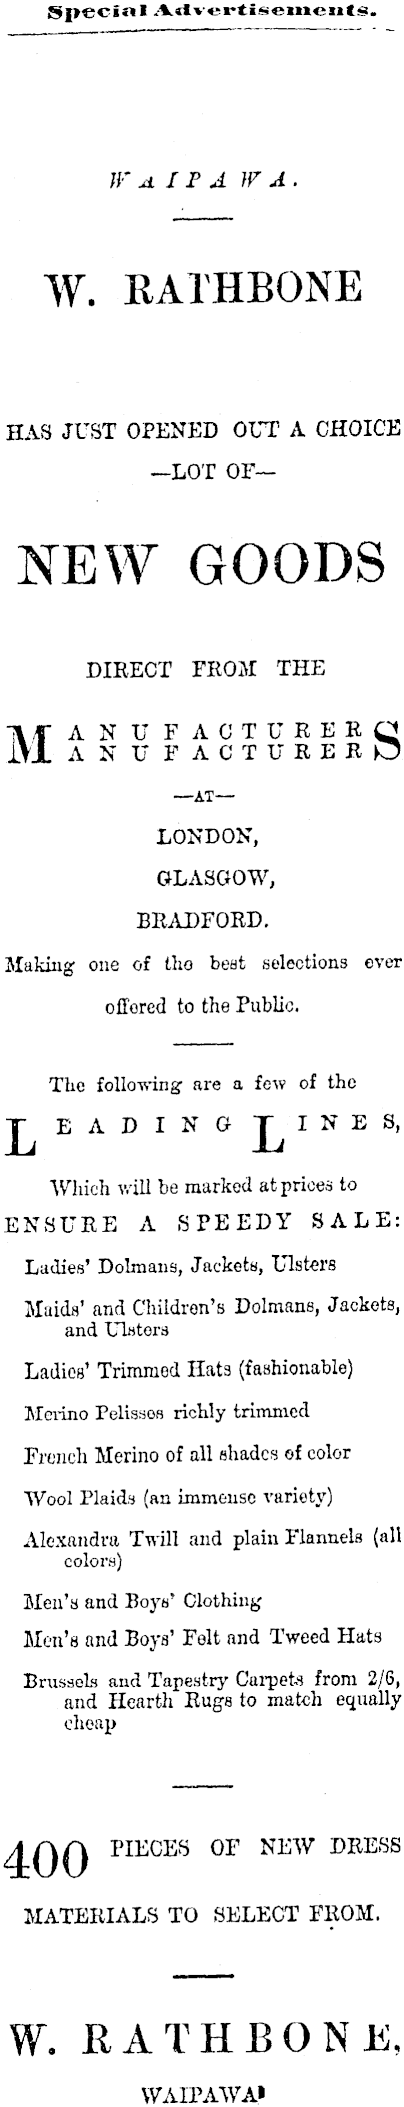 Special Advertisements.
WAIPAWA.
W. RATHBONE
HAS JUST OPENED OUT A CHOICE
—LOT OF—
NEW GOODS
DIRECT FROM THE
MANUFACTURERS
MANUFACTURERS
—AT—
LONDON,
GLASGOW,
BRADFORD.
Making one of the best selections ever
offered to the Public.
The following are a few of the
LEADING LINES,
Which will be marked at prices to
ENSURE A SPEEDY SALE:
Ladies' Dolmans, Jackets, Ulsters
Maids' and Children's Dolmans, Jackets,
and Ulsters
Ladies' Trimmed Hats (fashionable)
Merino Pelisses richly trimmed
French Merino of all shades of color
Wool Plaids (an immense variety)
Alexandra Twill and plain Flannels (all
colors)
Men's and Boys' Clothing
Men's and Boys' Felt and Tweed Hats
Brussels and Tapestry Carpets from 2/6,
and Hearth Rugs to match equally
cheap
400 PIECES OF NEW DRESS
MATERIALS TO SELECT FROM.
W. RATHBONE,
WAIPAWA